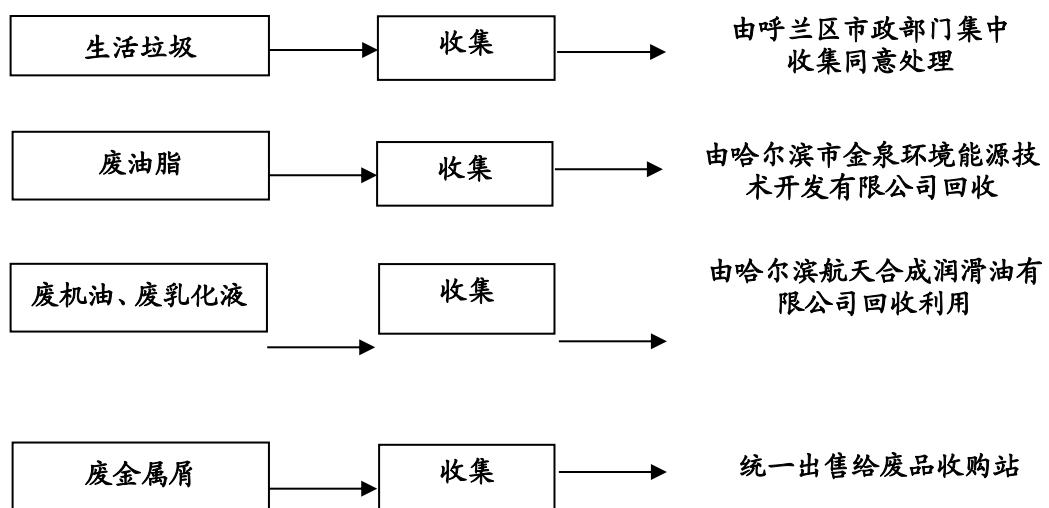 生活垃圾
收集
由呼兰区市政部门集中
收集同意处理
废油脂
收集
由哈尔滨市金泉环境能源技
术开发有限公司回收
废机油、废乳化液
收集
由哈尔滨航天合成润滑油有
限公司回收利用
废金属屑
收集
统一出售给废品收购站